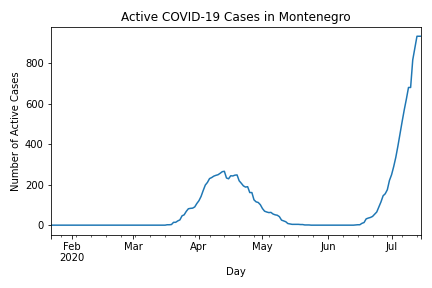 Active COVID-19 Cases in Montenegro
Number of Active Cases
800
600
400
200
0
Feb
2020
Mar
Apr
May
Jun
Jul
Day